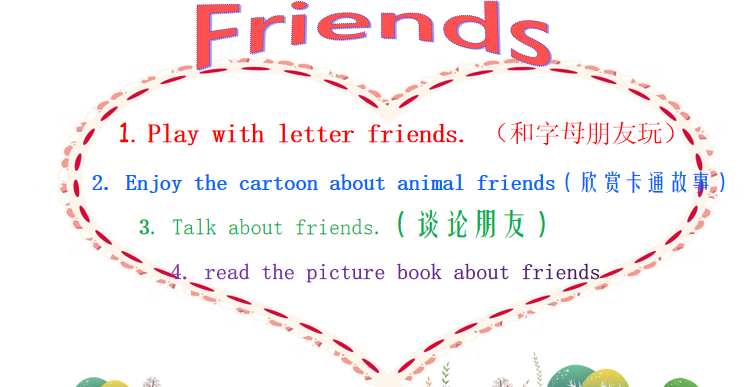 Friends
1. Play with letter friends. （和字母朋友玩）
2. Enjoy the cartoon about animal friends（欣赏卡通故事）
3. Talk about friends.（谈论朋友）
4. read the picture book about friends